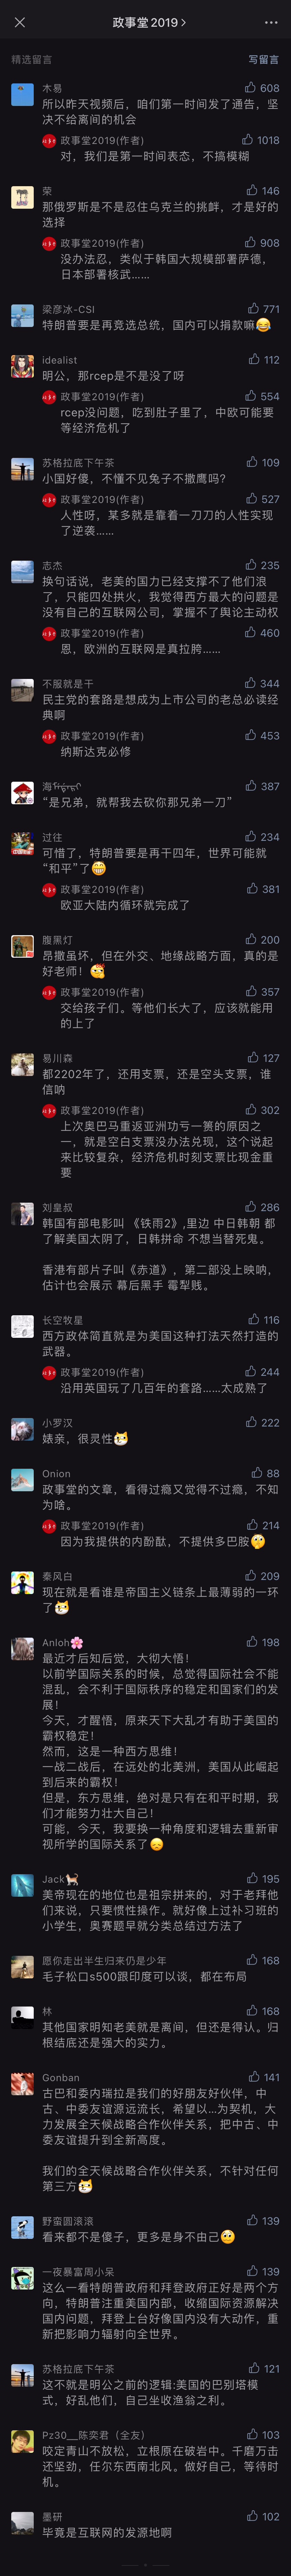 政事堂2019
精选留言
写留言
木易
608
所以昨天视频后，咱们第一时间发了通告，坚
决不给离间的机会
政事堂2019(作者)
1018
对，我们是第一时间表态，不搞模糊
荣
146
那俄罗斯是不是忍住乌克兰的挑衅，才是好的
选择
政事堂2019(作者)
908
没办法忍，类似于韩国大规模部署萨德，
日本部署核武……
梁彦冰-CSI
771
特朗普要是再竞选总统，国内可以捐款嘛😂
idealist
112
明公，那rcep是不是没了呀
政事堂2019(作者)
554
rcep没问题，吃到肚子里了，中欧可能要
等经济危机了
苏格拉底下午茶
109
小国好傻，不懂不见兔子不撒鹰吗？
政事堂2019(作者)
527
人性呀，某多就是靠着一刀刀的人性实现
了逆袭……
志杰
235
换句话说，老美的国力已经支撑不了他们浪
了，只能四处拱火，我觉得西方最大的问题是
没有自己的互联网公司，掌握不了舆论主动权
政事堂2019(作者)
460
恩，欧洲的互联网是真拉胯……
不服就是干
344
民主党的套路是想成为上市公司的老总必读经
典啊
政事堂2019(作者)
453
纳斯达克必修
海
387
“是兄弟，就帮我去砍你那兄弟一刀”
过往
234
可惜了，特朗普要是再干四年，世界可能就
“和平”了😁
政事堂2019(作者)
381
欧亚大陆内循环就完成了
腹黑灯
200
昂撒虽坏，但在外交、地缘战略方面，真的是
好老师！
政事堂2019(作者)
357
交给孩子们。等他们长大了，应该就能用
的上了
易川森
127
都2202年了，还用支票，还是空头支票，谁
信呐
政事堂2019(作者)
302
上次奥巴马重返亚洲功亏一篑的原因之
一，就是空白支票没办法兑现，这个说起
来比较复杂，经济危机时刻支票比现金重
要
刘皇叔
286
韩国有部电影叫 《铁雨2》,里边 中日韩朝 都
了解美国太阴了，日韩拼命 不想当替死鬼。
香港有部片子叫《赤道》，第二部没上映呐，
估计也会展示 幕后黑手 霉犁贱。
长空牧星
116
西方政体简直就是为美国这种打法天然打造的
武器。
政事堂2019(作者)
244
沿用英国玩了几百年的套路……太成熟了
小罗汉
222
婊亲，很灵性
Onion
88
政事堂的文章，看得过瘾又觉得不过瘾，不知
为啥。
政事堂2019(作者)
214
因为我提供的内酚酞，不提供多巴胺
秦风白
209
现在就是看谁是帝国主义链条上最薄弱的一环
了
Anloh🌸
198
最近才后知后觉，大彻大悟！
以前学国际关系的时候，总觉得国际社会不能
混乱，会不利于国际秩序的稳定和国家们的发
展！
今天，才醒悟，原来天下大乱才有助于美国的
霸权稳定！
然而，这是一种西方思维！
一战二战后，在远处的北美洲，美国从此崛起
到后来的霸权！
但是，东方思维，绝对是只有在和平时期，我
们才能努力壮大自己！
可能，今天，我要换一种角度和逻辑去重新审
视所学的国际关系了😞
Jack🐈
195
美帝现在的地位也是祖宗拼来的，对于老拜他
们来说，只要惯性操作。就好像上过补习班的
小学生，奥赛题早就分类总结过方法了
愿你走出半生归来仍是少年
168
毛子松口s500跟印度可以谈，都在布局
林
168
其他国家明知老美就是离间，但还是得认。归
根结底还是强大的实力。
Gonban
141
古巴和委内瑞拉是我们的好朋友好伙伴，中
古、中委友谊源远流长，希望以…为契机，大
力发展全天候战略合作伙伴关系，把中古、中
委友谊提升到全新高度。
我们的全天候战略合作伙伴关系，不针对任何
第三方
野蛮圆滚滚
139
看来都不是傻子，更多是身不由己
一夜暴富周小呆
139
这么一看特朗普政府和拜登政府正好是两个方
向，特朗普注重美国内部，收缩国际资源解决
国内问题，拜登上台好像国内没有大动作，重
新把影响力辐射向全世界。
苏格拉底下午茶
121
这不就是明公之前的逻辑:美国的巴别塔模
式，好乱他们，自己坐收渔翁之利。
Pz30__陈奕君（全友）
103
咬定青山不放松，立根原在破岩中。千磨万击
还坚劲，任尔东西南北风。做好自己，等待时
机。
墨研
102
毕竟是互联网的发源地啊